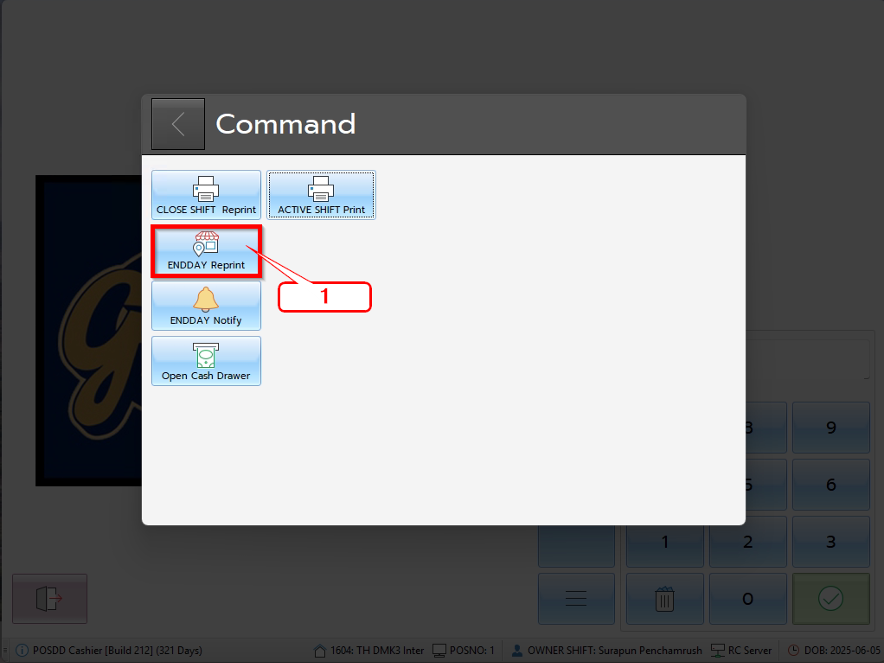 Command
CLOSE SHIFT Reprint
ACTIVE SHIFT Print
ENDDAY Reprint
1
ENDDAY Notify
Open Cash Drawer
9
6
1
2
3
0
POSDD Cashier [Build 212] (321 Days)
1604: TH DMK3 Inter
POSNO: 1
OWNER SHIFT: Surapun Penchamrush
RC Server
DOB: 2025-06-05